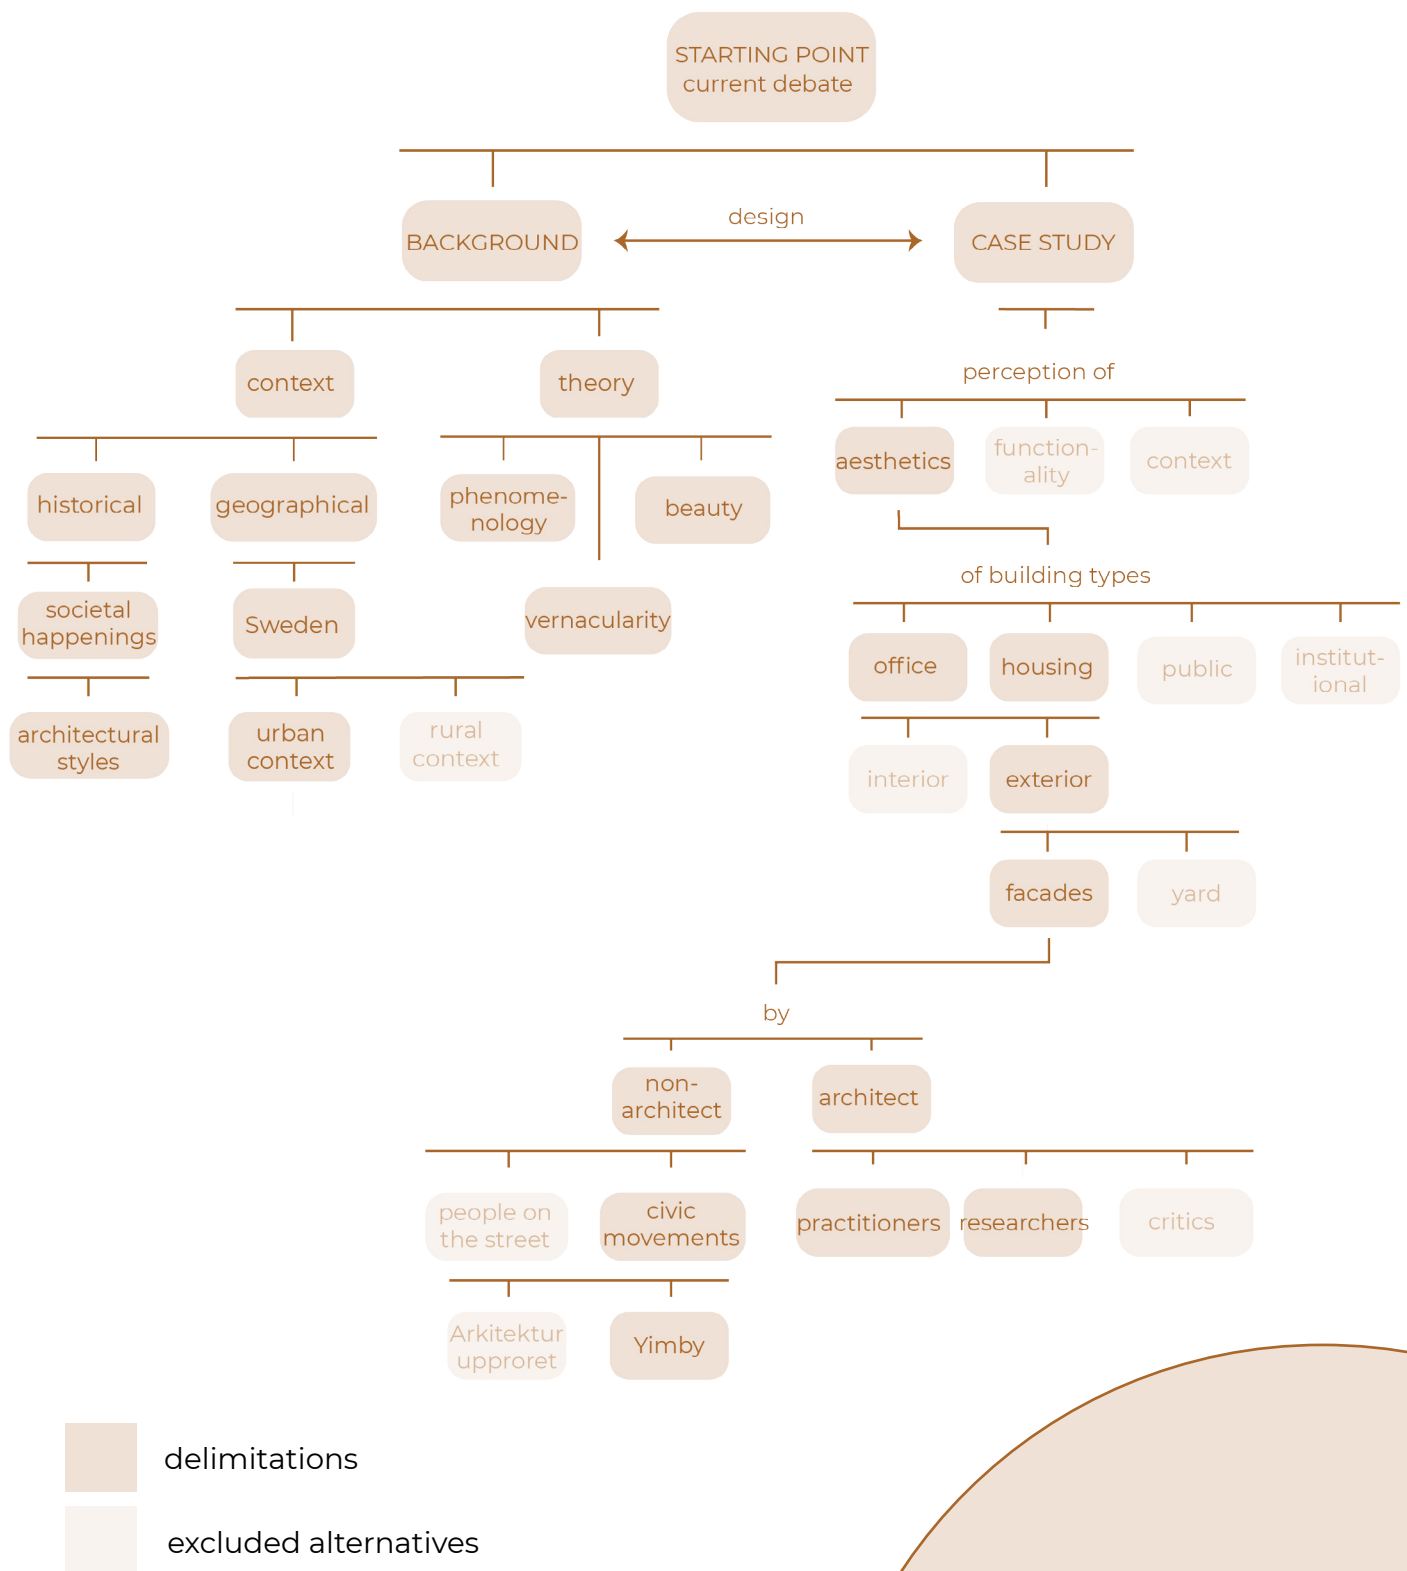 STARTING POINT
current debate
design
BACKGROUND
CASE STUDY
context
theory
perception of
aesthetics
function-
ality
context
historical
geographical
phenome-
nology
beauty
of building types
societal
happenings
Sweden
vernacularity
office
housing
public
institut-
ional
architectural
styles
urban
context
rural
context
interior
exterior
facades
yard
by
non-
architect
architect
people on
the street
civic
movements
practitioners
researchers
critics
Arkitektur
upproret
Yimby
delimitations
excluded alternatives